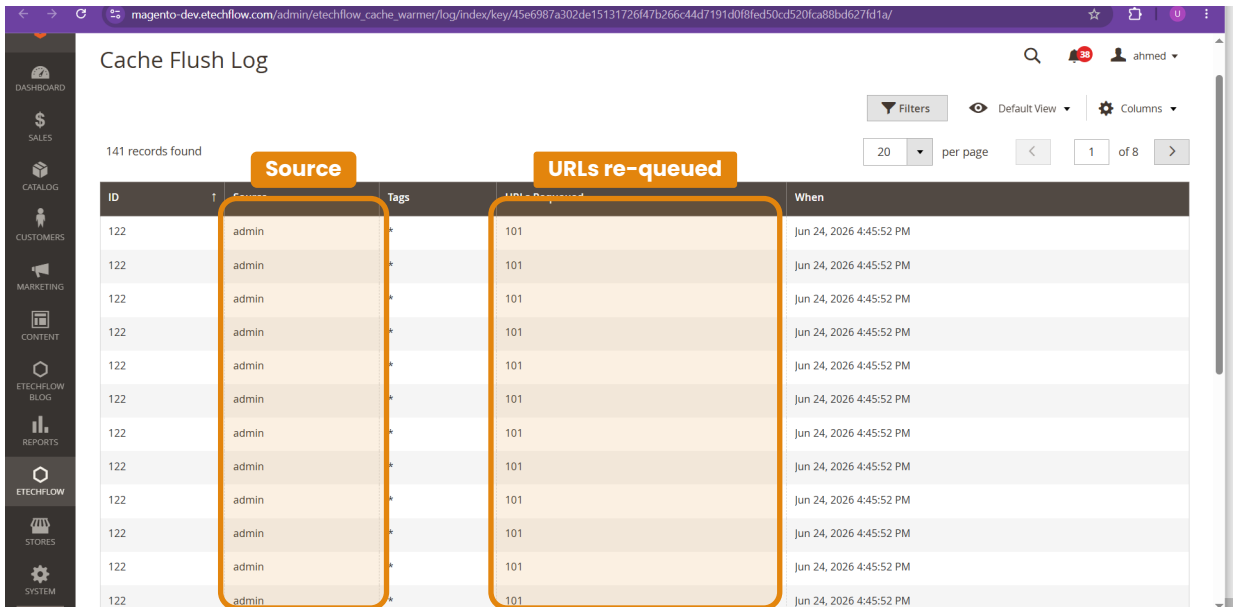 magento-dev.etechflow.com/admin/etechflow_cache_warmer/log/index/key/45e6987a302de15131726f47b266c44d7191d0f8fed50cd520fca88bd627fd1a/
U
Cache Flush Log
38
ahmed
Filters
Default View
Columns
141 records found
20
per page
1
of 8
Source
URLs re-queued
ID ↑ Source Tags URLs Requeued When
122 admin * 101 Jun 24, 2026 4:45:52 PM
122 admin * 101 Jun 24, 2026 4:45:52 PM
122 admin * 101 Jun 24, 2026 4:45:52 PM
122 admin * 101 Jun 24, 2026 4:45:52 PM
122 admin * 101 Jun 24, 2026 4:45:52 PM
122 admin * 101 Jun 24, 2026 4:45:52 PM
122 admin * 101 Jun 24, 2026 4:45:52 PM
122 admin * 101 Jun 24, 2026 4:45:52 PM
122 admin * 101 Jun 24, 2026 4:45:52 PM
122 admin * 101 Jun 24, 2026 4:45:52 PM
122 admin * 101 Jun 24, 2026 4:45:52 PM
122 admin * 101 Jun 24, 2026 4:45:52 PM
DASHBOARD
$
SALES
CATALOG
CUSTOMERS
MARKETING
CONTENT
ETECHFLOW
BLOG
REPORTS
ETECHFLOW
STORES
SYSTEM